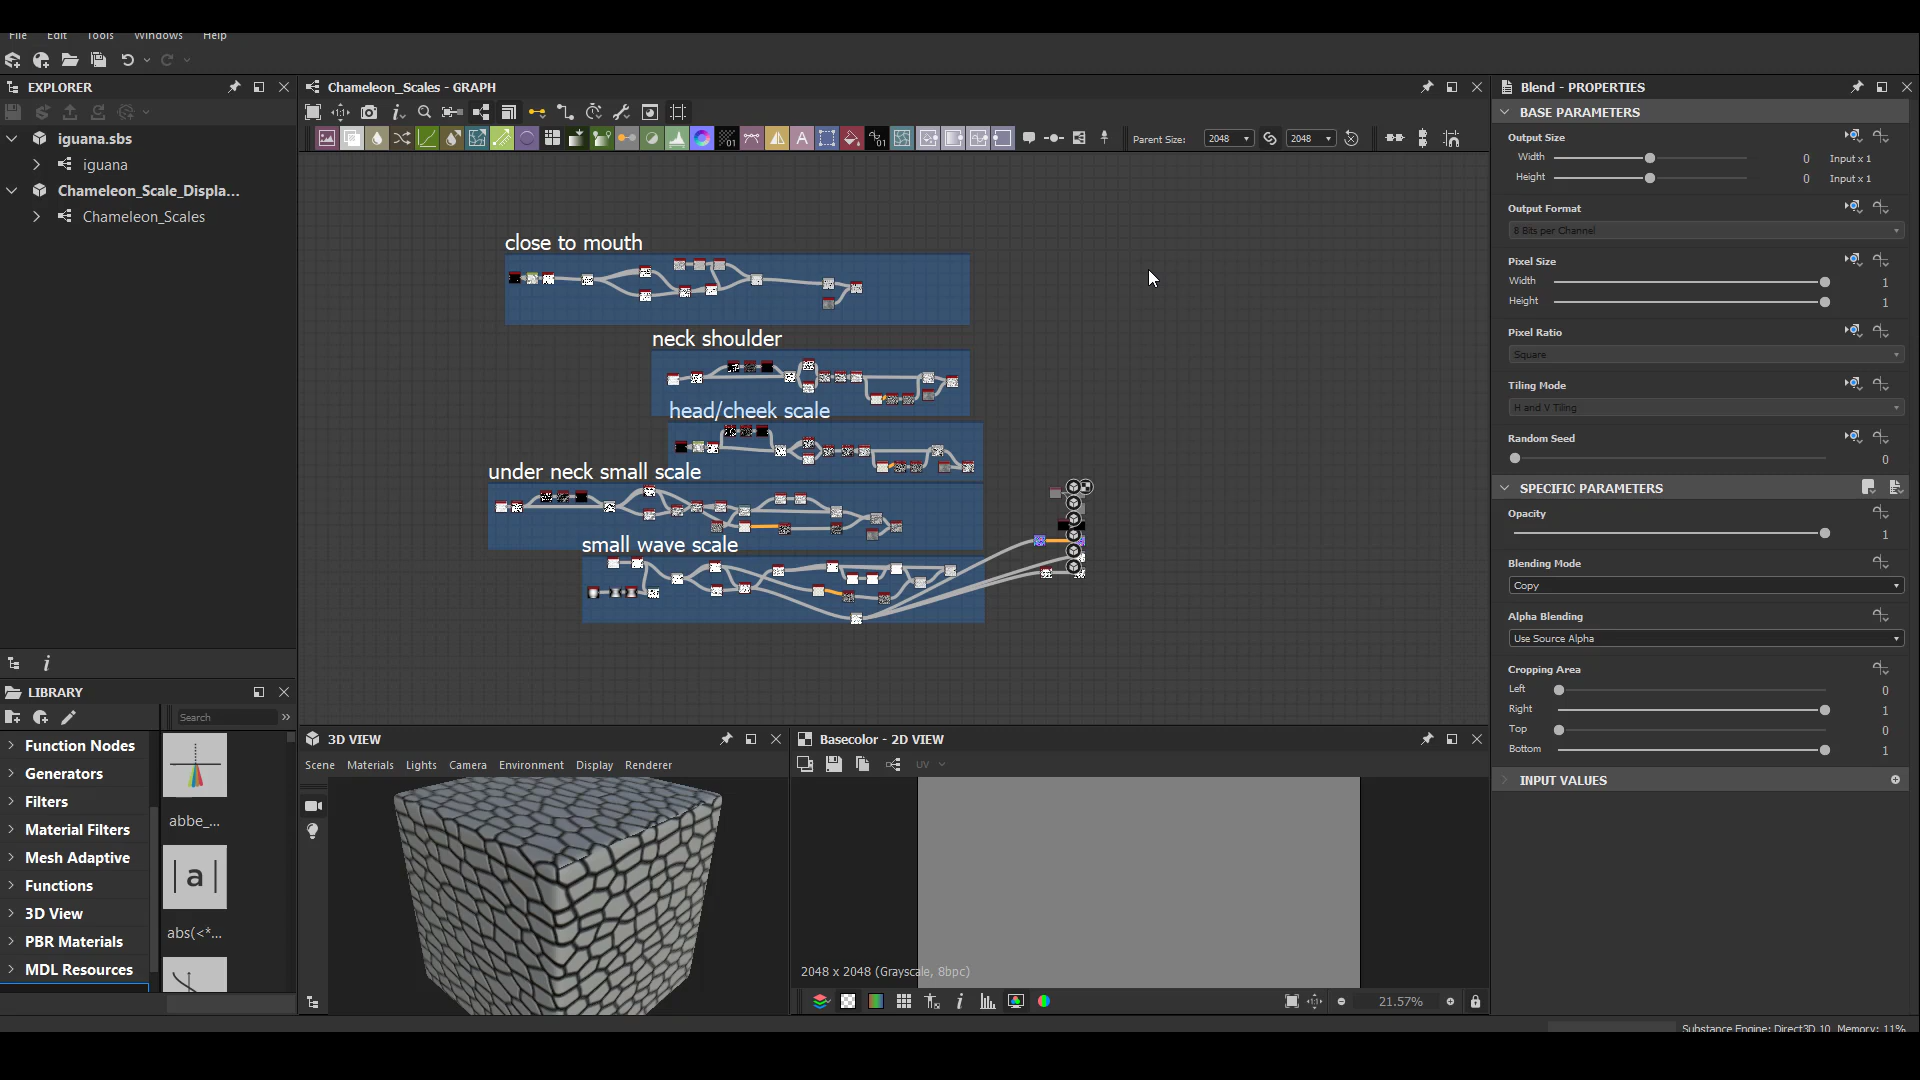 File Edit Tools Windows Help
EXPLORER
iguana.sbs
iguana
Chameleon_Scale_Displa...
Chameleon_Scales
LIBRARY
Search
Function Nodes
Generators
Filters
Material Filters
Mesh Adaptive
Functions
3D View
PBR Materials
MDL Resources
abbe_...
|a|
abs(<*...
Chameleon_Scales - GRAPH
Parent Size: 2048 2048
close to mouth
neck shoulder
head/cheek scale
under neck small scale
small wave scale
3D VIEW
Scene Materials Lights Camera Environment Display Renderer
Basecolor - 2D VIEW
UV
2048 x 2048 (Grayscale, 8bpc)
21.57%
Blend - PROPERTIES
BASE PARAMETERS
Output Size
Width 0 Input x 1
Height 0 Input x 1
Output Format
8 Bits per Channel
Pixel Size
Width 1
Height 1
Pixel Ratio
Square
Tiling Mode
H and V Tiling
Random Seed
0
SPECIFIC PARAMETERS
Opacity
1
Blending Mode
Copy
Alpha Blending
Use Source Alpha
Cropping Area
Left 0
Right 1
Top 0
Bottom 1
INPUT VALUES
Substance Engine: Direct3D 10 Memory: 11%